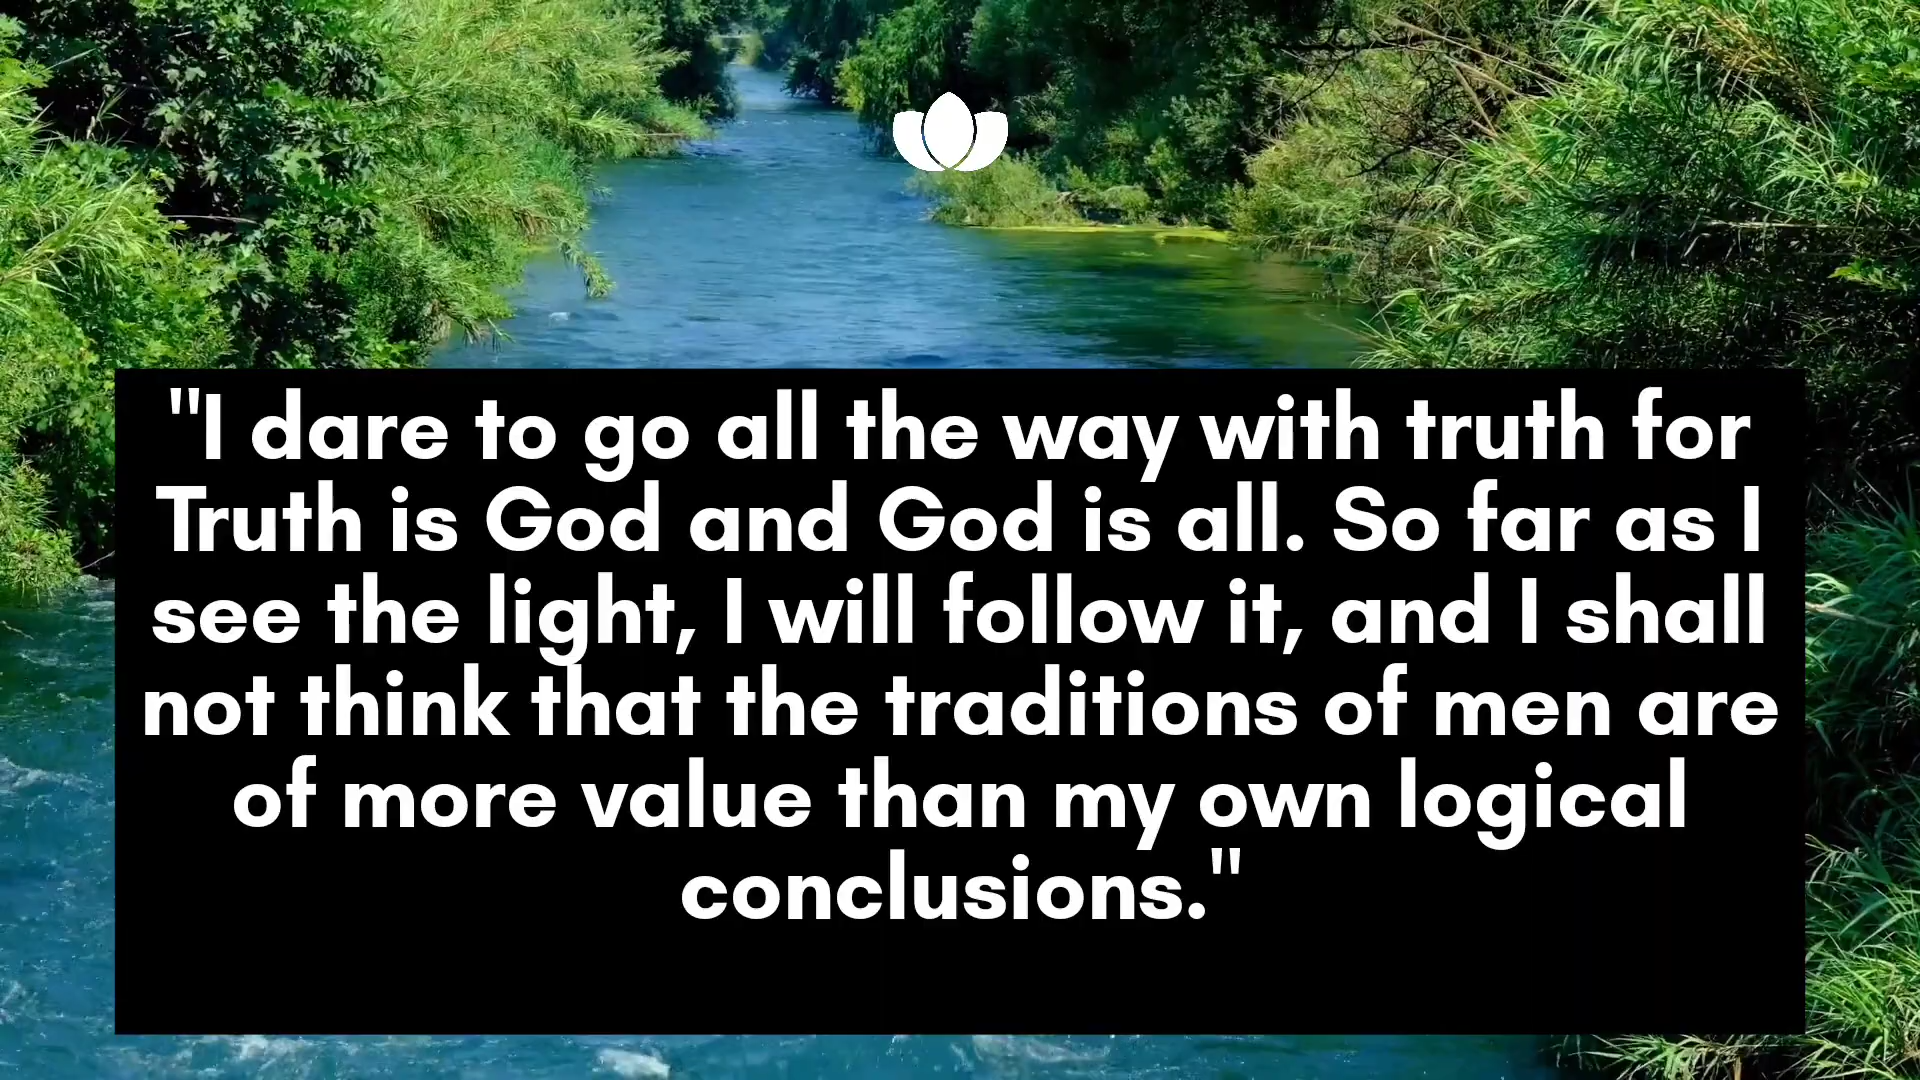 "I dare to go all the way with truth for
Truth is God and God is all. So far as I
see the light, I will follow it, and I shall
not think that the traditions of men are
of more value than my own logical
conclusions."